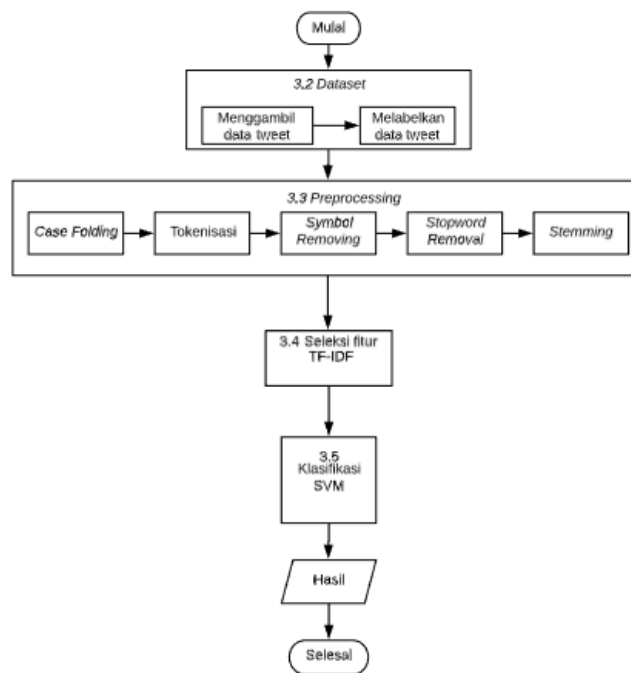 Mulai
3.2 Dataset
Menggambil
data tweet
Melabelkan
data tweet
3.3 Preprocessing
Case Folding
Tokenisasi
Symbol
Removing
Stopword
Removal
Stemming
3.4 Seleksi fitur
TF-IDF
3.5
Klasifikasi
SVM
Hasil
Selesai